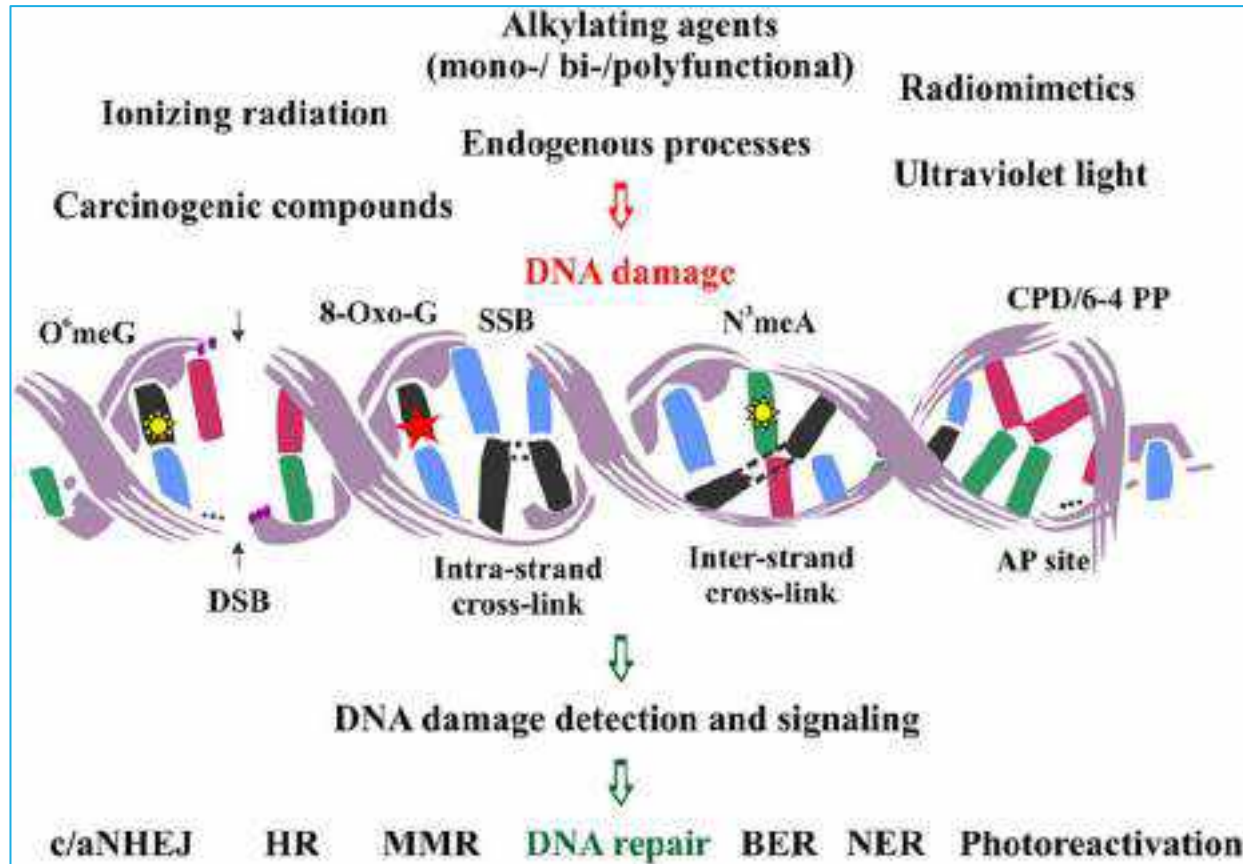 Alkylating agents
(mono-/ bi-/polyfunctional)
Radiomimetics
Ionizing radiation
Endogenous processes
Ultraviolet light
Carcinogenic compounds
DNA damage
CPD/6-4 PP
8-Oxo-G
SSB
N³meA
O⁶meG
Intra-strand
cross-link
Inter-strand
cross-link
AP site
DSB
DNA damage detection and signaling
c/aNHEJ HR MMR DNA repair BER NER Photoreactivation